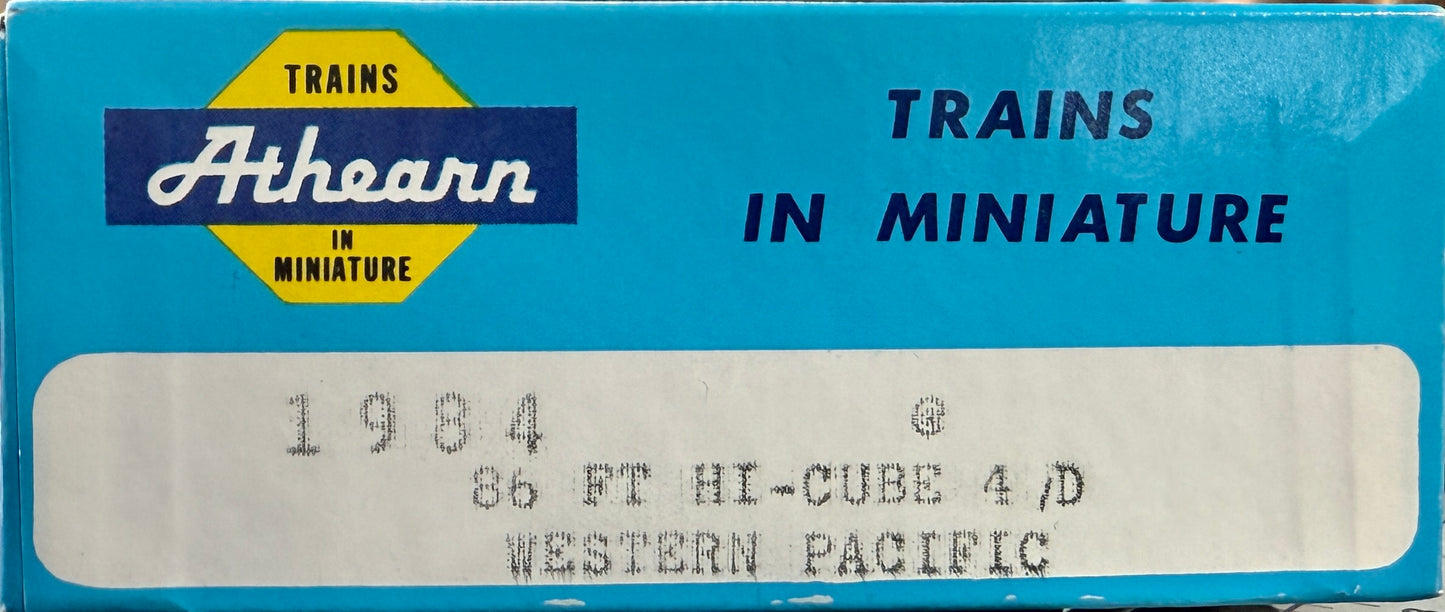 TRAINS
Athearn
IN
MINIATURE
TRAINS
IN MINIATURE
1984 @
86 FT HI-CUBE 4/D
WESTERN PACIFIC